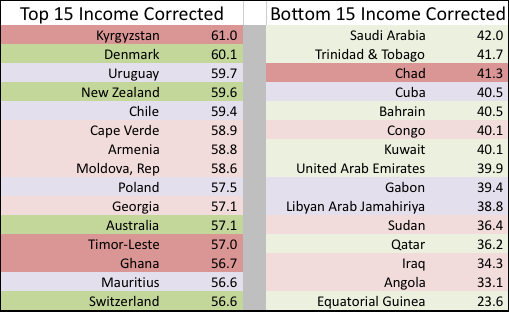 Top 15 Income Corrected Bottom 15 Income Corrected
Kyrgyzstan 61.0 Saudi Arabia 42.0
Denmark 60.1 Trinidad & Tobago 41.7
Uruguay 59.7 Chad 41.3
New Zealand 59.6 Cuba 40.5
Chile 59.4 Bahrain 40.5
Cape Verde 58.9 Congo 40.1
Armenia 58.8 Kuwait 40.1
Moldova, Rep 58.6 United Arab Emirates 39.9
Poland 57.5 Gabon 39.4
Georgia 57.1 Libyan Arab Jamahiriya 38.8
Australia 57.1 Sudan 36.4
Timor-Leste 57.0 Qatar 36.2
Ghana 56.7 Iraq 34.3
Mauritius 56.6 Angola 33.1
Switzerland 56.6 Equatorial Guinea 23.6